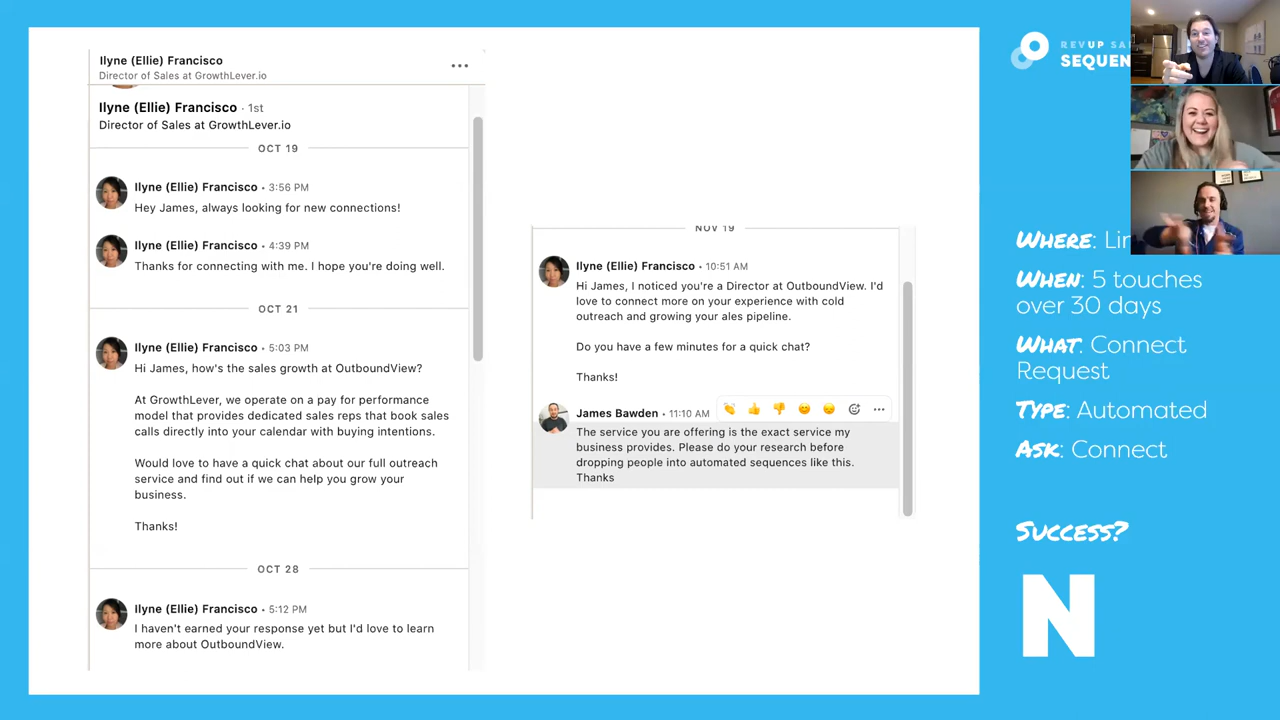 Ilyne (Ellie) Francisco
Director of Sales at GrowthLever.io
Ilyne (Ellie) Francisco · 1st
Director of Sales at GrowthLever.io
OCT 19
Ilyne (Ellie) Francisco • 3:56 PM
Hey James, always looking for new connections!
Ilyne (Ellie) Francisco • 4:39 PM
Thanks for connecting with me. I hope you're doing well.
OCT 21
Ilyne (Ellie) Francisco • 5:03 PM
Hi James, how's the sales growth at OutboundView?
At GrowthLever, we operate on a pay for performance
model that provides dedicated sales reps that book sales
calls directly into your calendar with buying intentions.
Would love to have a quick chat about our full outreach
service and find out if we can help you grow your
business.
Thanks!
OCT 28
Ilyne (Ellie) Francisco • 5:12 PM
I haven't earned your response yet but I'd love to learn
more about OutboundView.
NOV 19
Ilyne (Ellie) Francisco • 10:51 AM
Hi James, I noticed you're a Director at OutboundView. I'd
love to connect more on your experience with cold
outreach and growing your ales pipeline.
Do you have a few minutes for a quick chat?
Thanks!
James Bawden • 11:10 AM
The service you are offering is the exact service my
business provides. Please do your research before
dropping people into automated sequences like this.
Thanks
REVUP SA
SEQUEN
Where: Lin
When: 5 touches
over 30 days
What: Connect
Request
Type: Automated
Ask: Connect
Success?
N